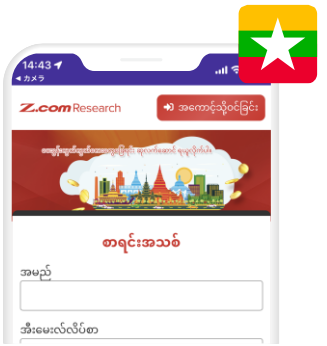 14:43
◀ カメラ
Z.com Research
အကောင့်သို့ဝင်ခြင်း
စာရင်းအသစ်
အမည်
အီးမေးလ်လိပ်စာ